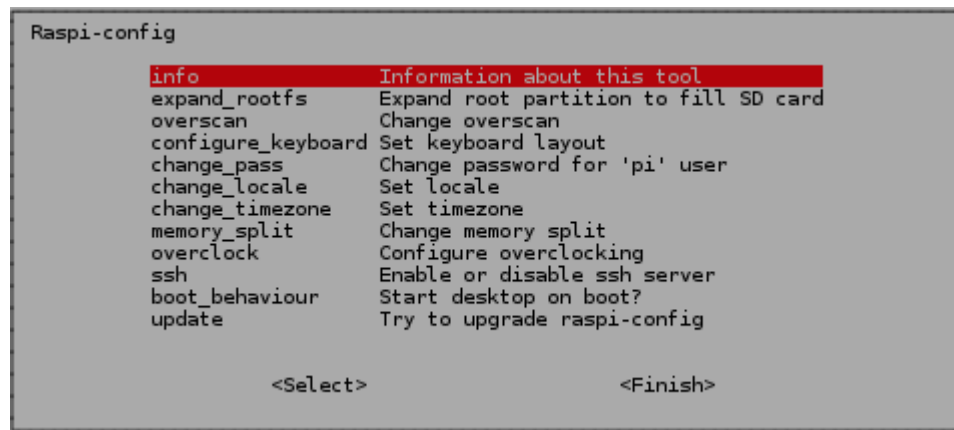 Raspi-config
info Information about this tool
expand_rootfs Expand root partition to fill SD card
overscan Change overscan
configure_keyboard Set keyboard layout
change_pass Change password for 'pi' user
change_locale Set locale
change_timezone Set timezone
memory_split Change memory split
overclock Configure overclocking
ssh Enable or disable ssh server
boot_behaviour Start desktop on boot?
update Try to upgrade raspi-config
<Select> <Finish>